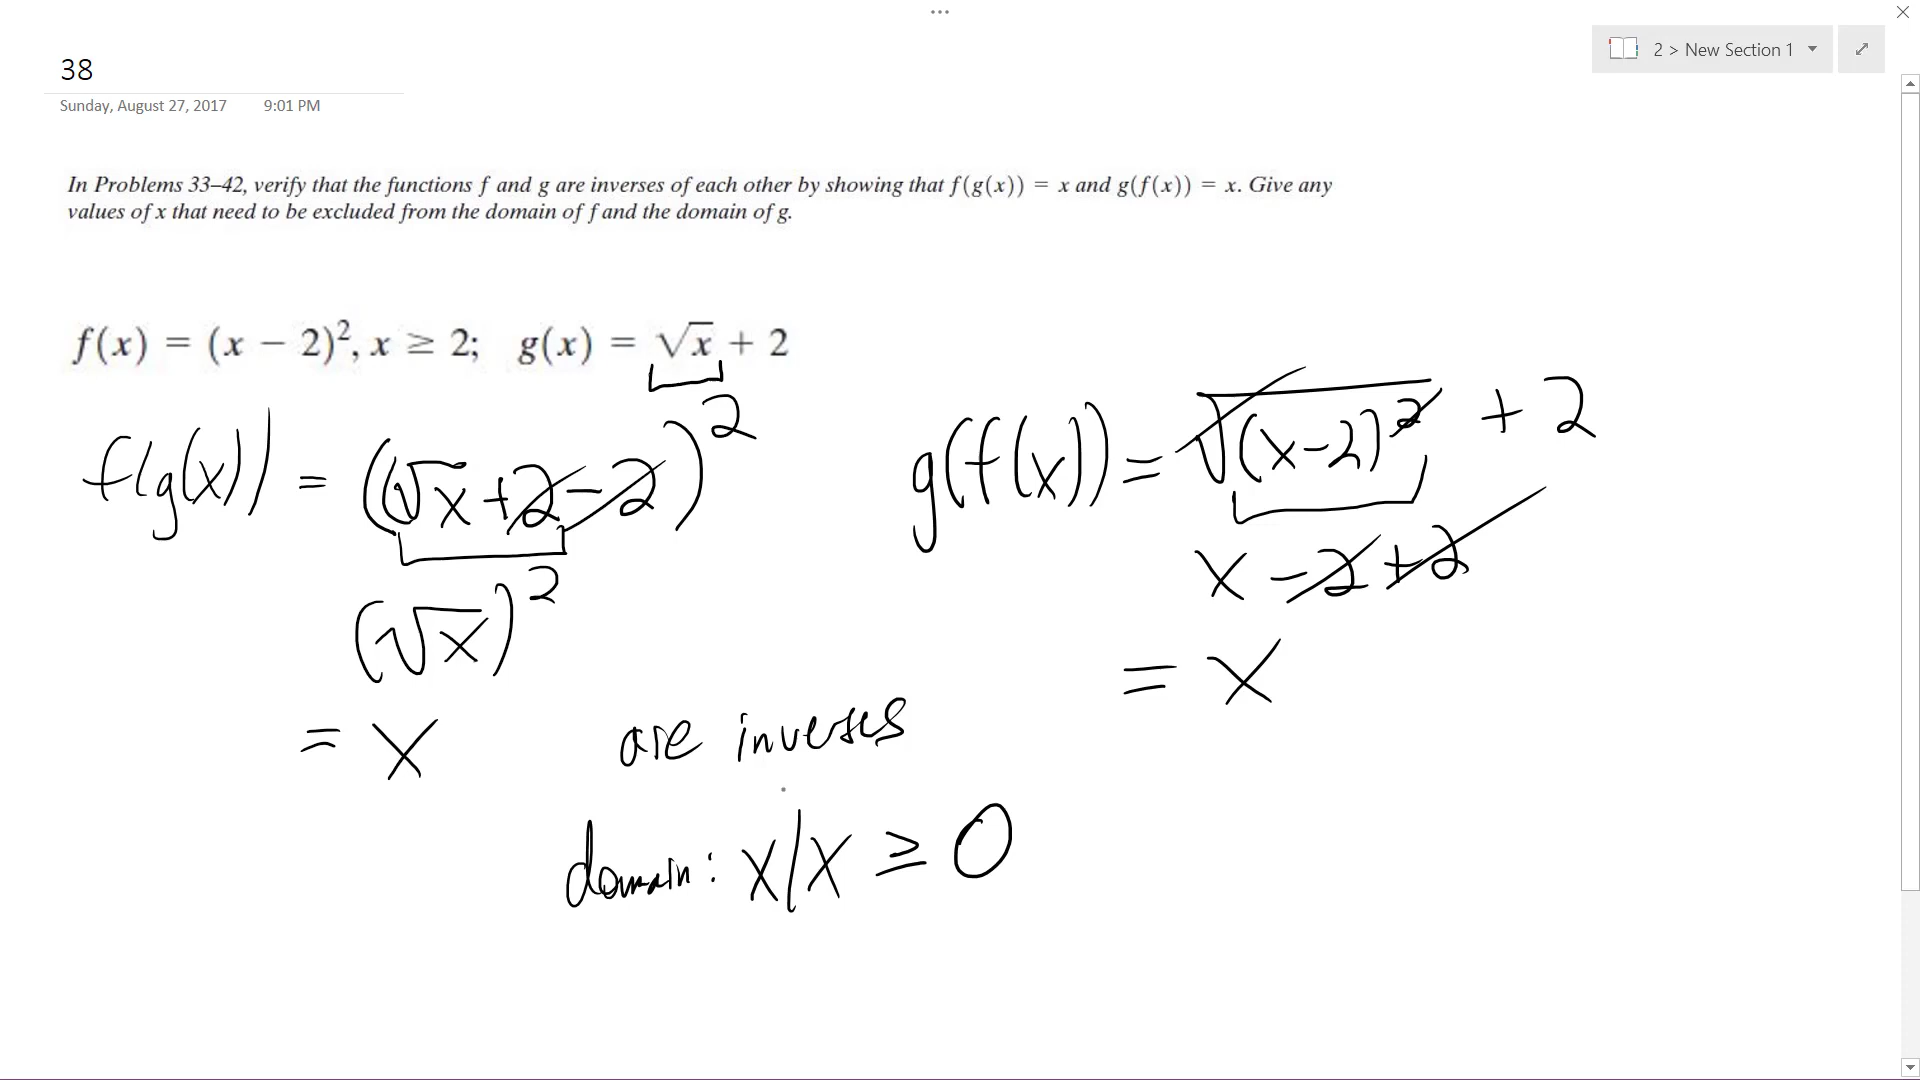 2 > New Section 1
38
Sunday, August 27, 2017 9:01 PM
In Problems 33–42, verify that the functions f and g are inverses of each other by showing that f(g(x)) = x and g(f(x)) = x. Give any
values of x that need to be excluded from the domain of f and the domain of g.
f(x) = (x − 2)², x ≥ 2; g(x) = √x + 2
f(g(x)) = ((√x+2−2)²
(√x)²
= x
g(f(x)) = √(x−2)² + 2
x −2+2
= x
are inverses
domain: x/x ≥ 0